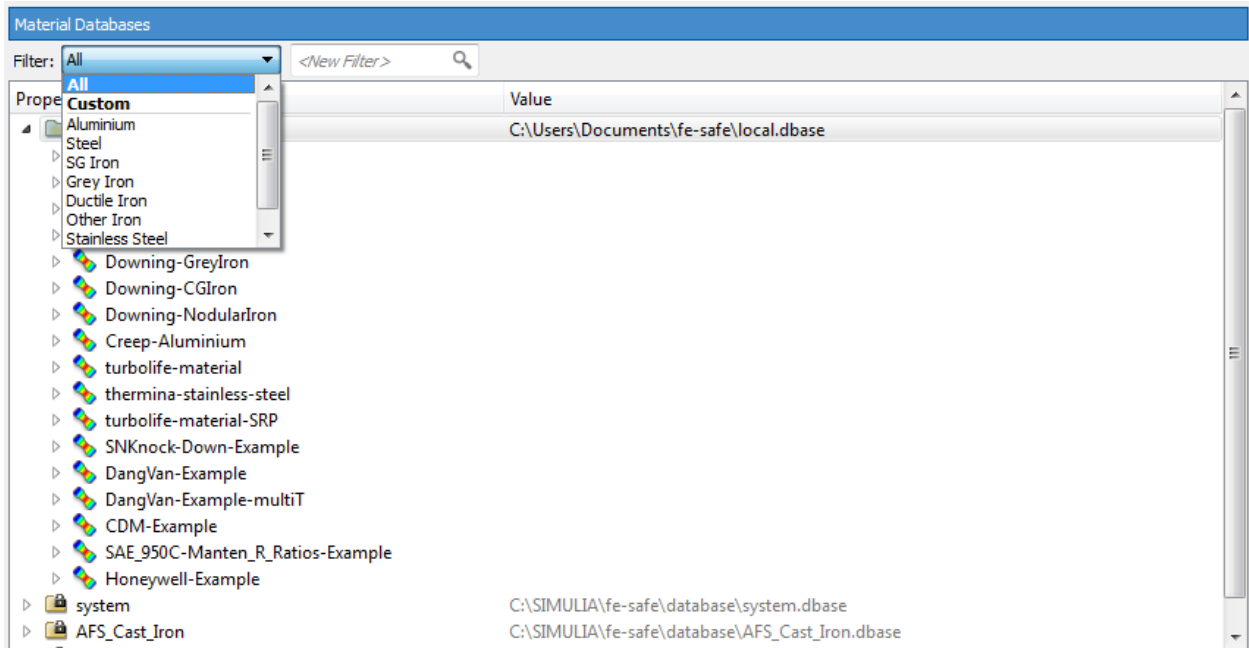 Material Databases
Filter: All <New Filter>
All
Prope Value
Custom
Aluminium
C:\Users\Documents\fe-safe\local.dbase
Steel
SG Iron
Grey Iron
Ductile Iron
Other Iron
Stainless Steel
Downing-GreyIron
Downing-CGIron
Downing-NodularIron
Creep-Aluminium
turbolife-material
thermina-stainless-steel
turbolife-material-SRP
SNKnock-Down-Example
DangVan-Example
DangVan-Example-multiT
CDM-Example
SAE_950C-Manten_R_Ratios-Example
Honeywell-Example
system C:\SIMULIA\fe-safe\database\system.dbase
AFS_Cast_Iron C:\SIMULIA\fe-safe\database\AFS_Cast_Iron.dbase